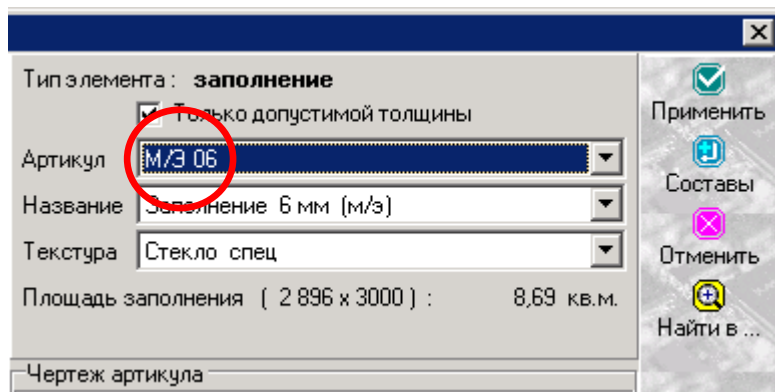 Тип элемента : заполнение
Только допустимой толщины
Артикул М/Э 06
Название Заполнение 6 мм (м/э)
Текстура Стекло спец
Площадь заполнения ( 2 896 x 3000 ) : 8,69 кв.м.
Чертеж артикула
Применить
Составы
Отменить
Найти в ...